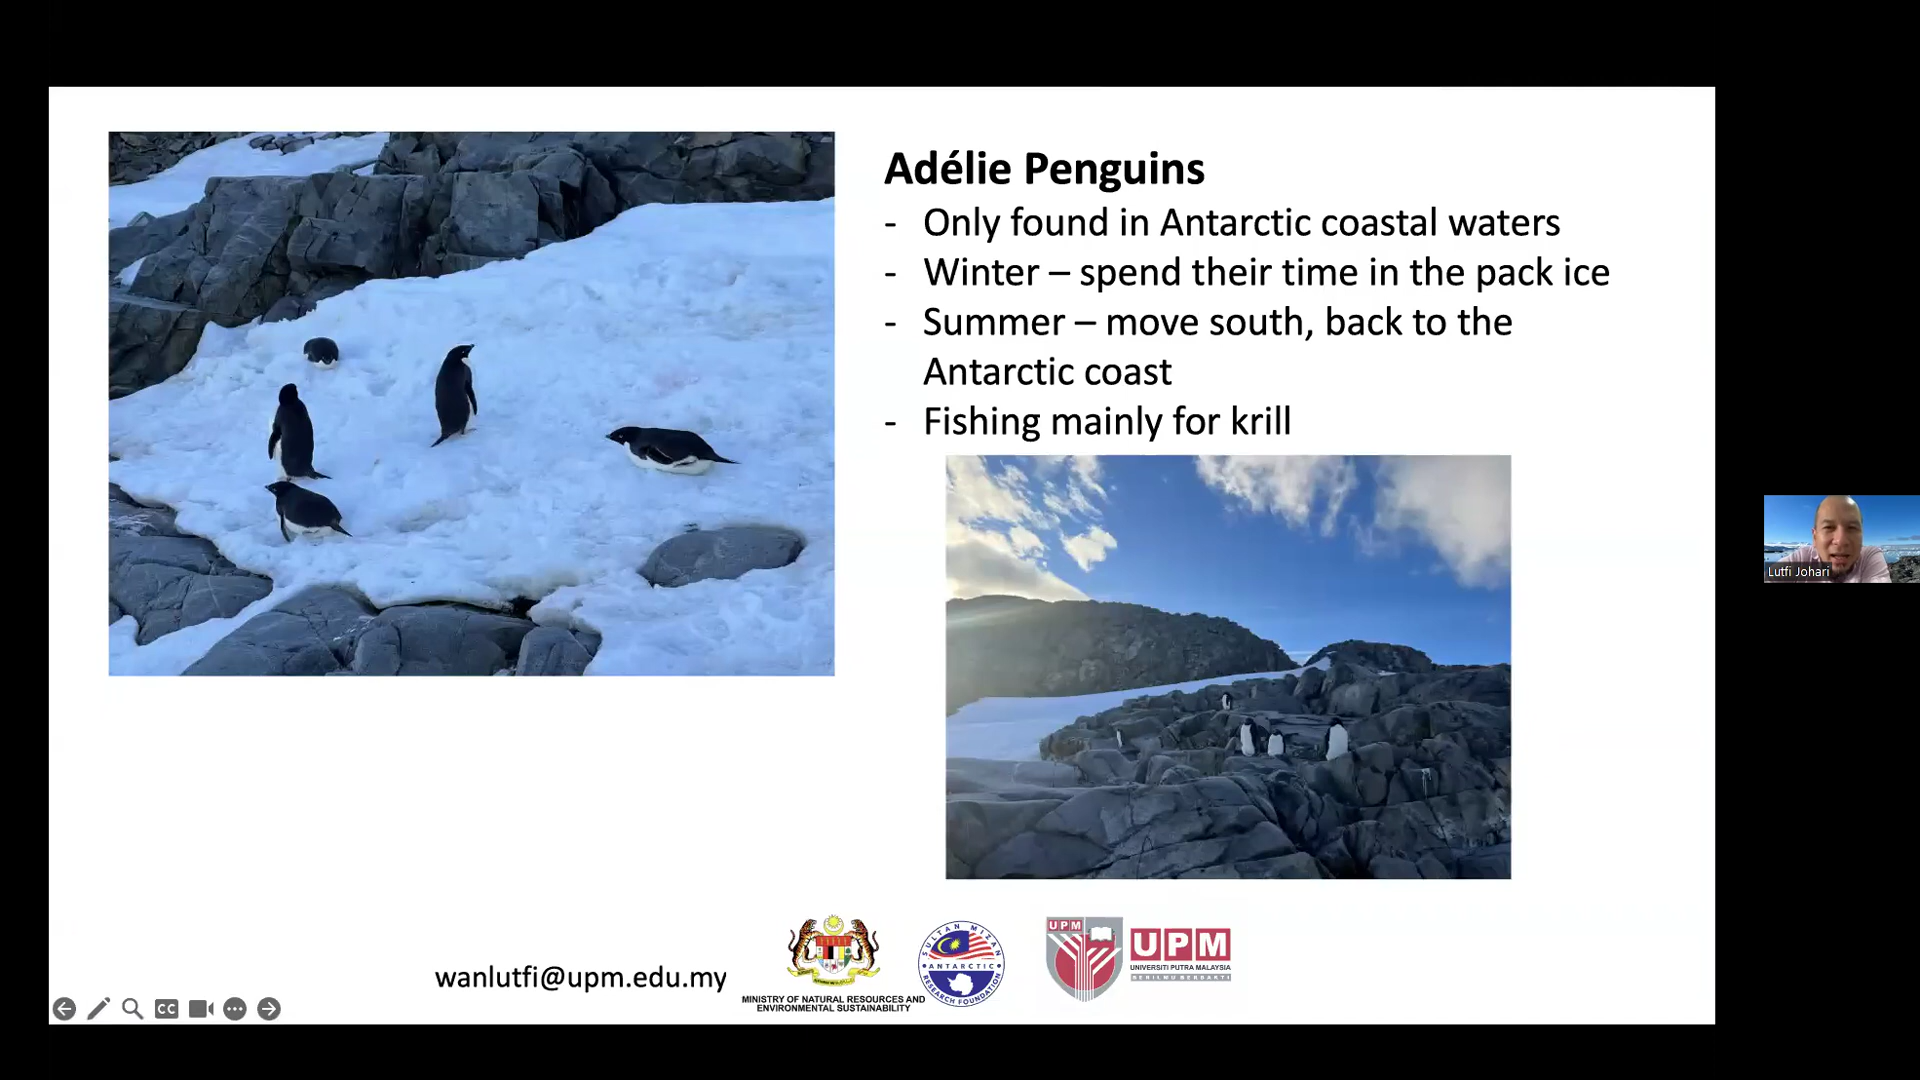 Adélie Penguins
- Only found in Antarctic coastal waters
- Winter – spend their time in the pack ice
- Summer – move south, back to the
Antarctic coast
- Fishing mainly for krill
Lutfi Johari
wanlutfi@upm.edu.my
MINISTRY OF NATURAL RESOURCES AND
ENVIRONMENTAL SUSTAINABILITY
SULTAN MIZAN
ANTARCTIC
RESEARCH FOUNDATION
UPM
UPM
UNIVERSITI PUTRA MALAYSIA
BERILMU BERBAKTI
CC